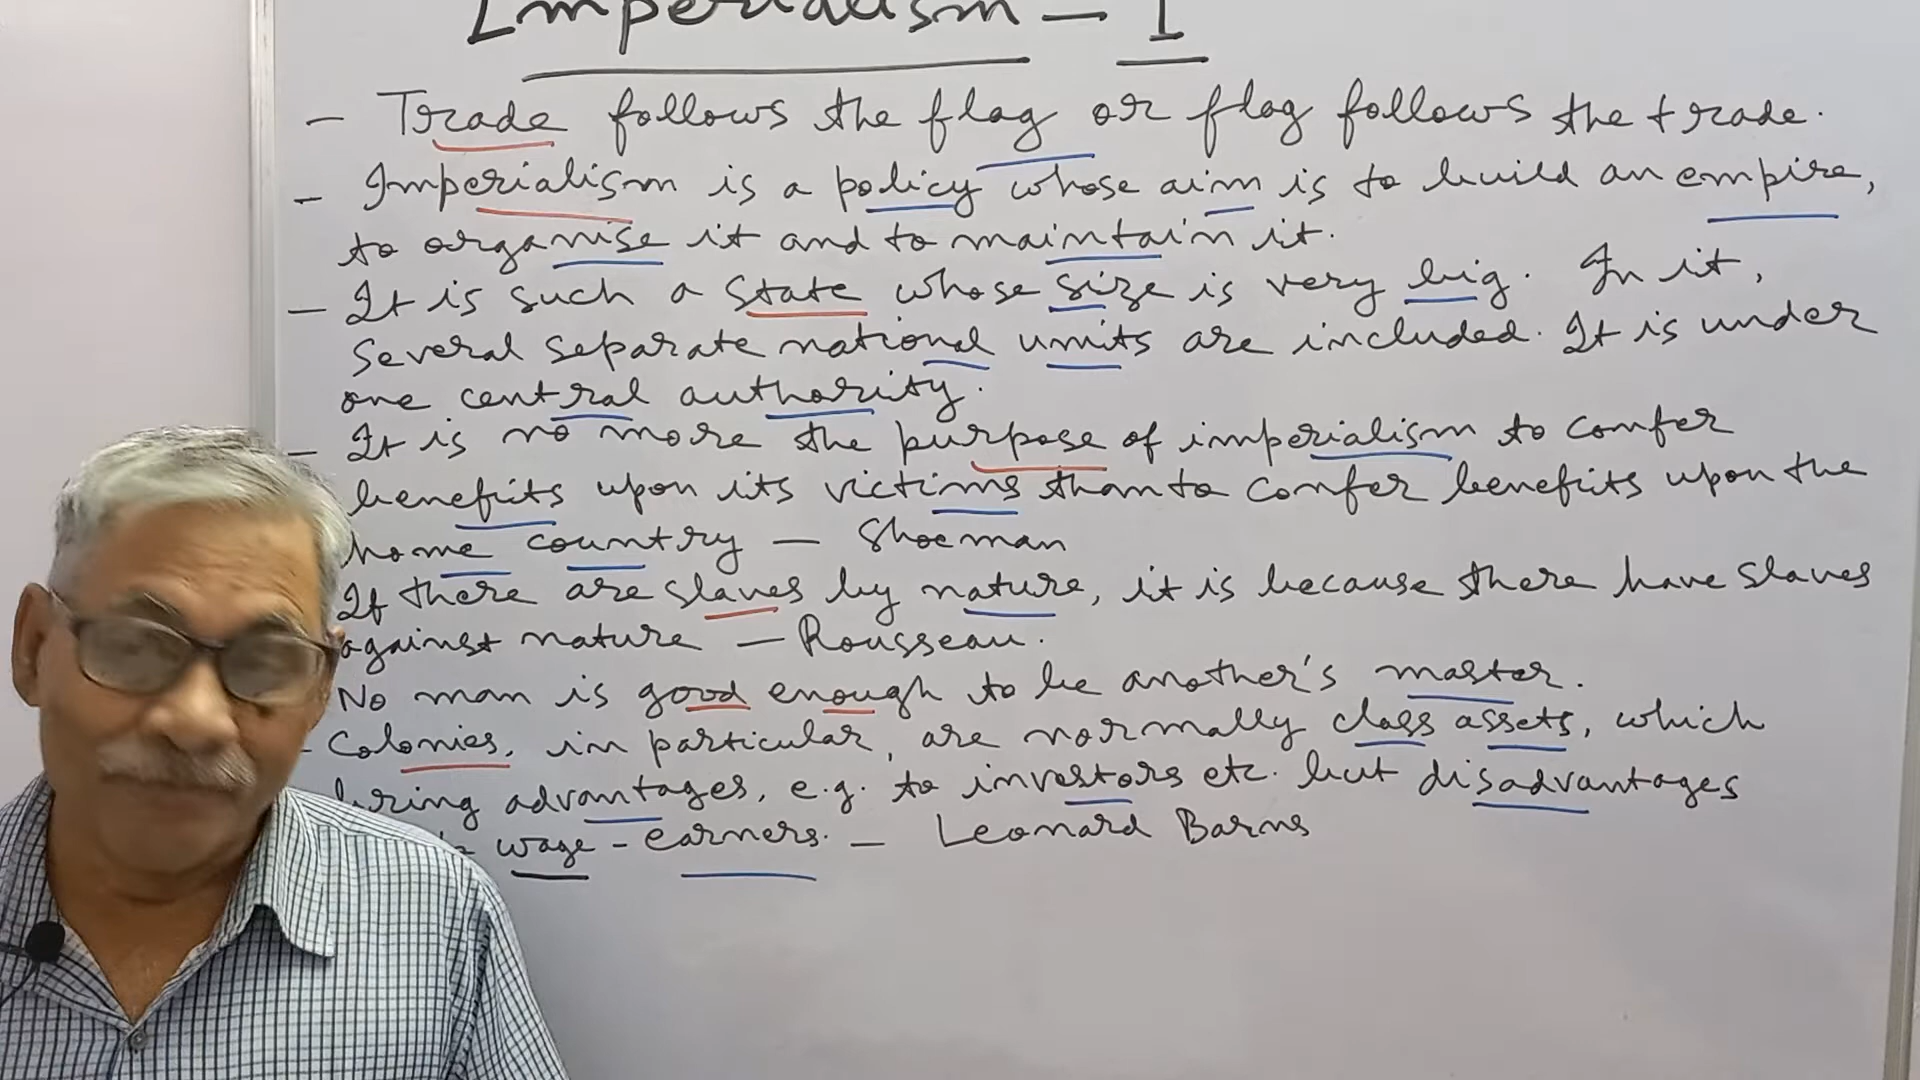 Imperialism - I
- Trade follows the flag or flag follows the trade.
- Imperialism is a policy whose aim is to build an empire,
to organise it and to maintain it.
- It is such a state whose size is very big. In it,
several separate national units are included. It is under
one central authority.
- It is no more the purpose of imperialism to confer
benefits upon its victims than to confer benefits upon the
home country - Shoeman
If there are slaves by nature, it is because there have slaves
against nature - Rousseau.
No man is good enough to be another's master.
- Colonies, in particular, are normally class assets, which
bring advantages, e.g. to investors etc. but disadvantages
wage-earners. - Leonard Barns